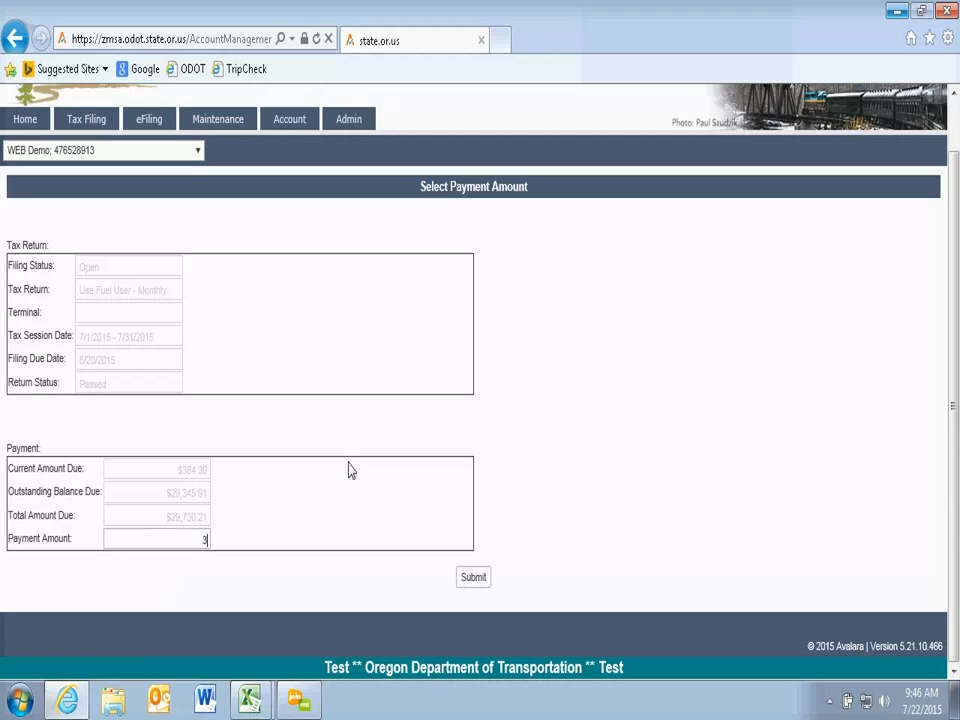 https://zmsa.odot.state.or.us/AccountManagemer
state.or.us
Suggested Sites
Google
ODOT
TripCheck
Home
Tax Filing
eFiling
Maintenance
Account
Admin
Photo: Paul Szudzik
WEB Demo; 476528913
Select Payment Amount
Tax Return:
Filing Status: Open
Tax Return: Use Fuel User - Monthly
Terminal:
Tax Session Date: 7/1/2015 - 7/31/2015
Filing Due Date: 8/20/2015
Return Status: Passed
Payment:
Current Amount Due: $384.30
Outstanding Balance Due: $29,345.91
Total Amount Due: $29,730.21
Payment Amount: 3
Submit
© 2015 Avalara | Version 5.21.10.466
Test ** Oregon Department of Transportation ** Test
9:46 AM
7/22/2015